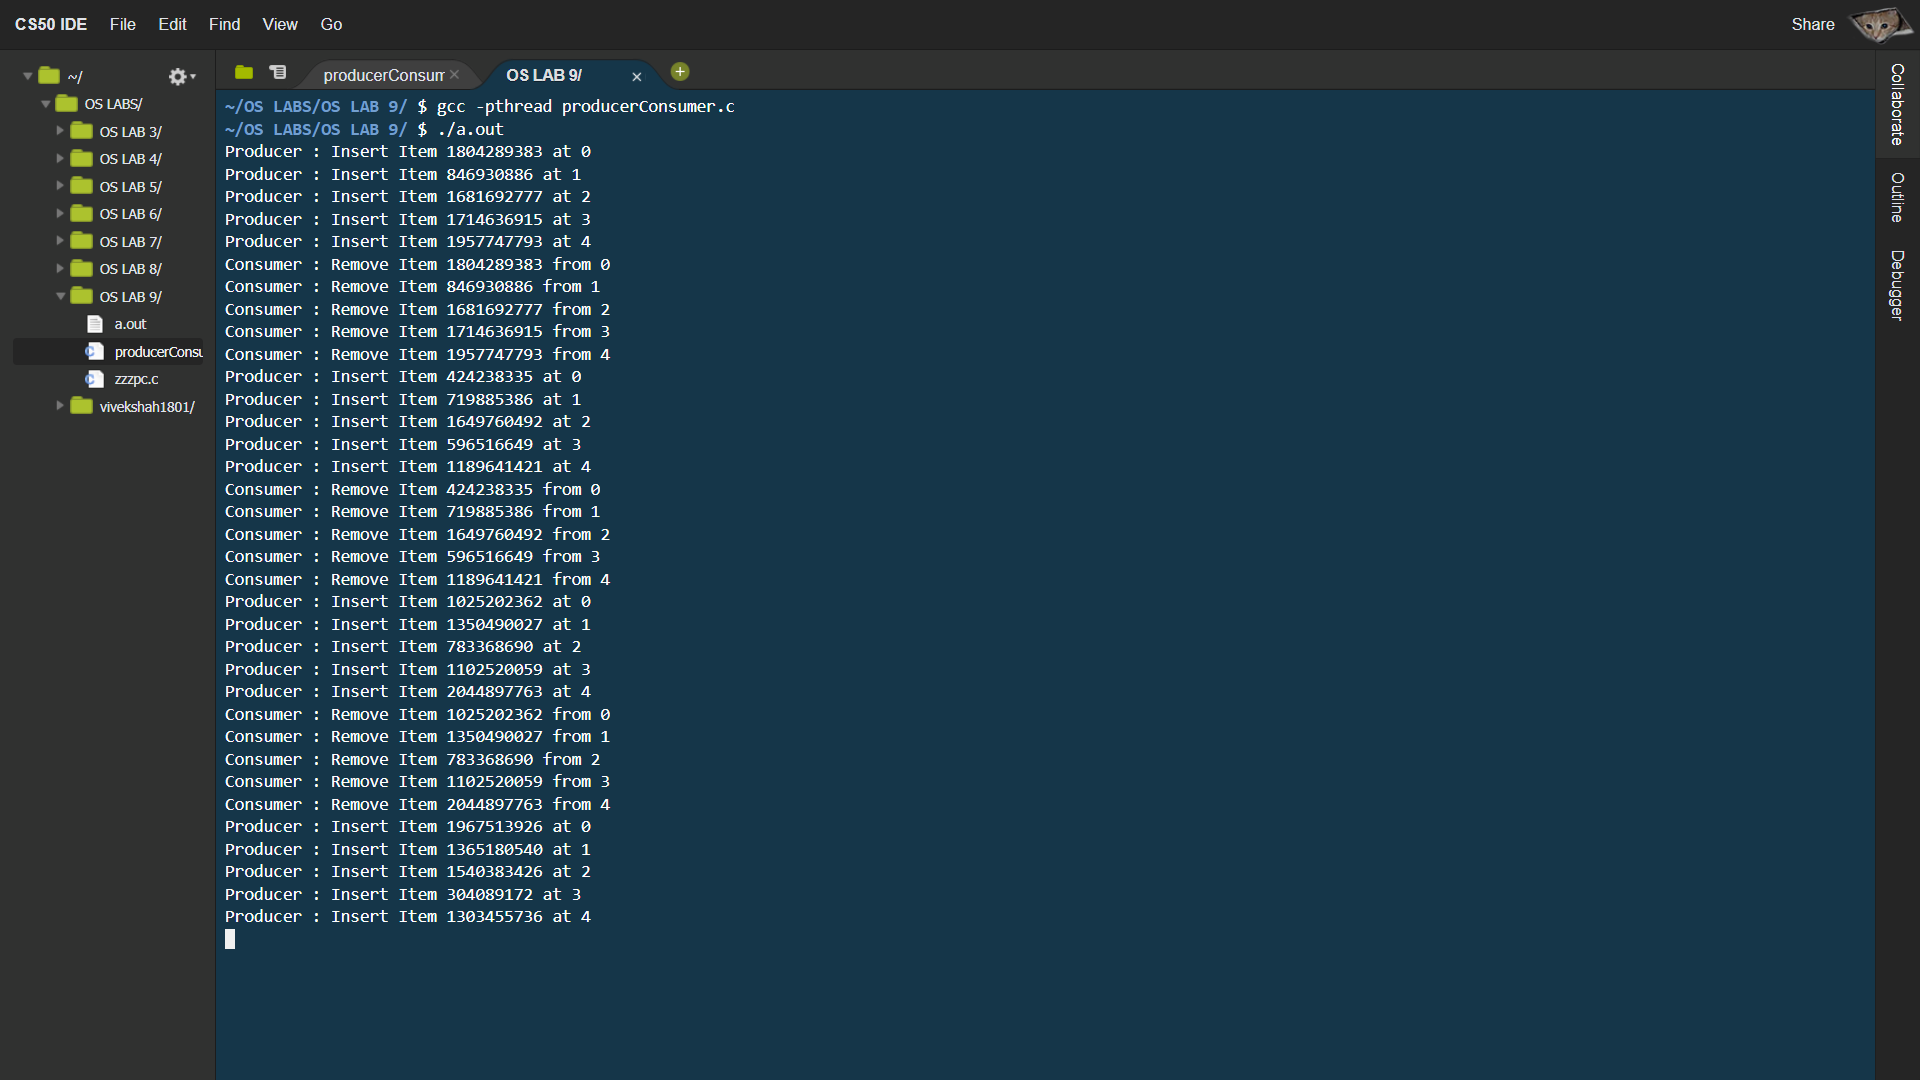 CS50 IDE File Edit Find View Go Share
~/
OS LABS/
OS LAB 3/
OS LAB 4/
OS LAB 5/
OS LAB 6/
OS LAB 7/
OS LAB 8/
OS LAB 9/
a.out
producerConsu
zzzpc.c
vivekshah1801/
producerConsum OS LAB 9/
~/OS LABS/OS LAB 9/ $ gcc -pthread producerConsumer.c
~/OS LABS/OS LAB 9/ $ ./a.out
Producer : Insert Item 1804289383 at 0
Producer : Insert Item 846930886 at 1
Producer : Insert Item 1681692777 at 2
Producer : Insert Item 1714636915 at 3
Producer : Insert Item 1957747793 at 4
Consumer : Remove Item 1804289383 from 0
Consumer : Remove Item 846930886 from 1
Consumer : Remove Item 1681692777 from 2
Consumer : Remove Item 1714636915 from 3
Consumer : Remove Item 1957747793 from 4
Producer : Insert Item 424238335 at 0
Producer : Insert Item 719885386 at 1
Producer : Insert Item 1649760492 at 2
Producer : Insert Item 596516649 at 3
Producer : Insert Item 1189641421 at 4
Consumer : Remove Item 424238335 from 0
Consumer : Remove Item 719885386 from 1
Consumer : Remove Item 1649760492 from 2
Consumer : Remove Item 596516649 from 3
Consumer : Remove Item 1189641421 from 4
Producer : Insert Item 1025202362 at 0
Producer : Insert Item 1350490027 at 1
Producer : Insert Item 783368690 at 2
Producer : Insert Item 1102520059 at 3
Producer : Insert Item 2044897763 at 4
Consumer : Remove Item 1025202362 from 0
Consumer : Remove Item 1350490027 from 1
Consumer : Remove Item 783368690 from 2
Consumer : Remove Item 1102520059 from 3
Consumer : Remove Item 2044897763 from 4
Producer : Insert Item 1967513926 at 0
Producer : Insert Item 1365180540 at 1
Producer : Insert Item 1540383426 at 2
Producer : Insert Item 304089172 at 3
Producer : Insert Item 1303455736 at 4
Collaborate
Outline
Debugger